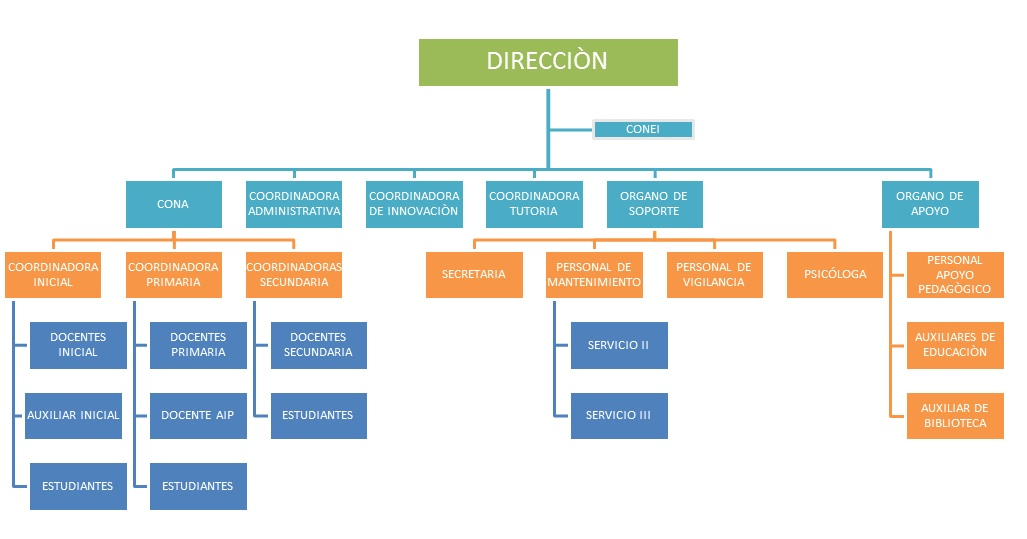 DIRECCIÒN
CONEI
CONA
COORDINADORA
ADMINISTRATIVA
COORDINADORA
DE INNOVACIÒN
COORDINADORA
TUTORIA
ORGANO DE
SOPORTE
ORGANO DE
APOYO
COORDINADORA
INICIAL
COORDINADORA
PRIMARIA
COORDINADORAS
SECUNDARIA
SECRETARIA
PERSONAL DE
MANTENIMIENTO
PERSONAL DE
VIGILANCIA
PSICÓLOGA
PERSONAL
APOYO
PEDAGÒGICO
DOCENTES
INICIAL
DOCENTES
PRIMARIA
DOCENTES
SECUNDARIA
SERVICIO II
AUXILIARES DE
EDUCACIÒN
AUXILIAR INICIAL
DOCENTE AIP
ESTUDIANTES
SERVICIO III
AUXILIAR DE
BIBLIOTECA
ESTUDIANTES
ESTUDIANTES